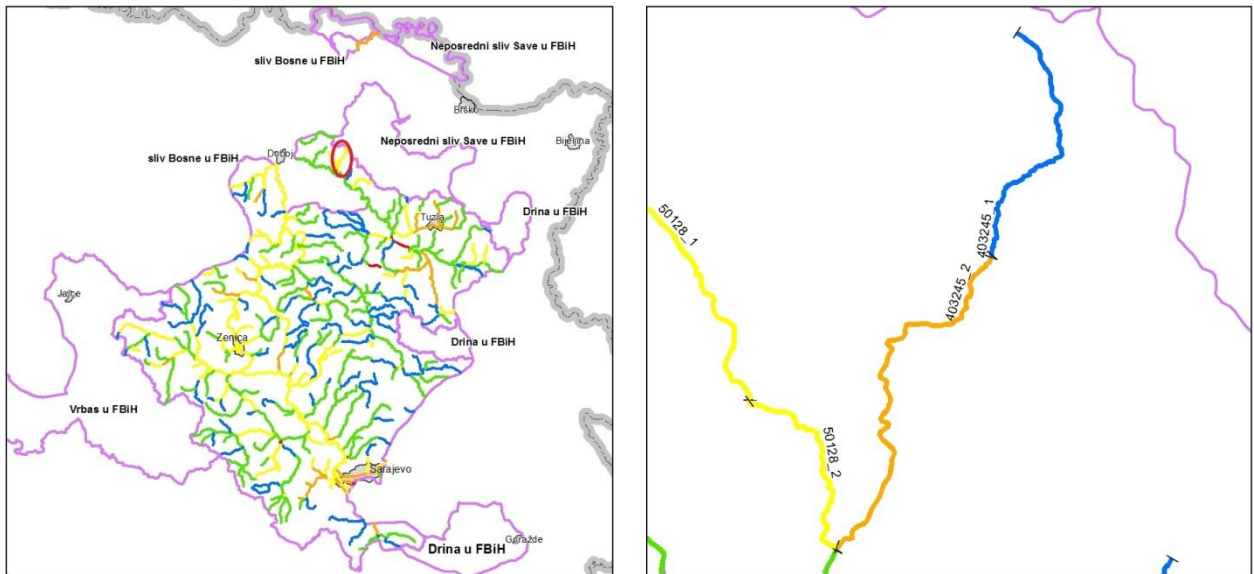 Neposredni sliv Save u FBiH
sliv Bosne u FBiH
Brčko
Bijeljina
Neposredni sliv Save u FBiH
Doboj
sliv Bosne u FBiH
Drina u FBiH
Tuzla
Jajce
Zenica
Drina u FBiH
Vrbas u FBiH
Sarajevo
Goražde
Drina u FBiH
50128_1
403245_1
403245_2
50128_2